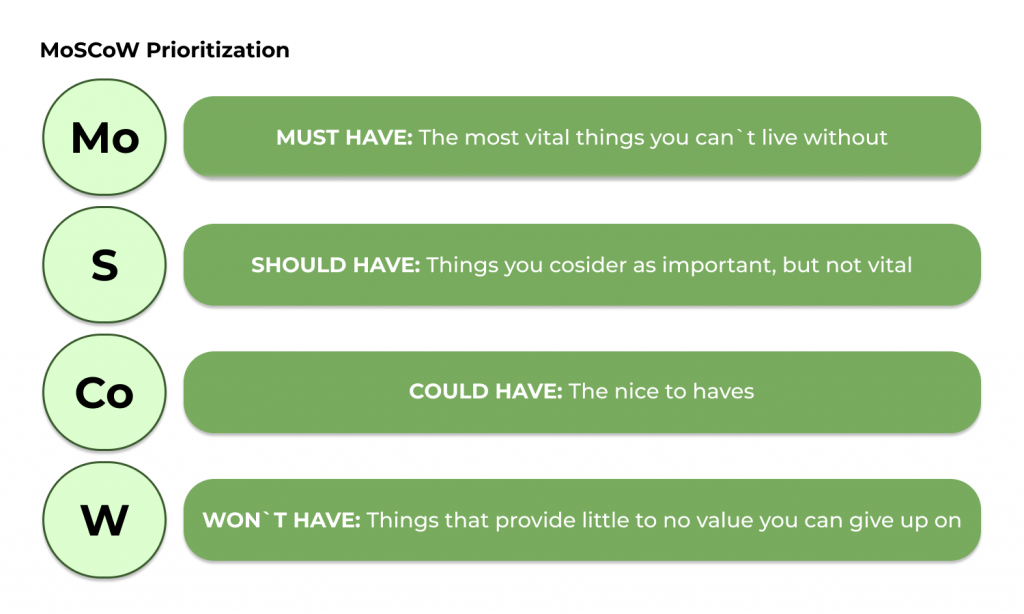 MoSCoW Prioritization
Mo
MUST HAVE: The most vital things you can`t live without
S
SHOULD HAVE: Things you cosider as important, but not vital
Co
COULD HAVE: The nice to haves
W
WON`T HAVE: Things that provide little to no value you can give up on